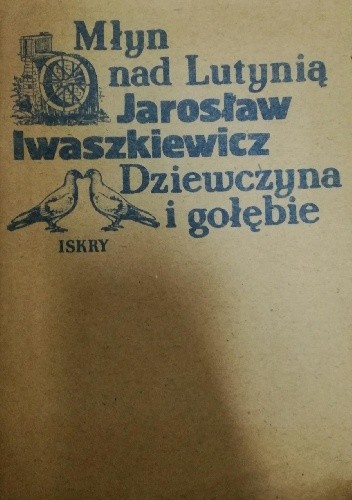 Młyn
nad Lutynią
Jarosław
Iwaszkiewicz
Dziewczyna
i gołębie
ISKRY